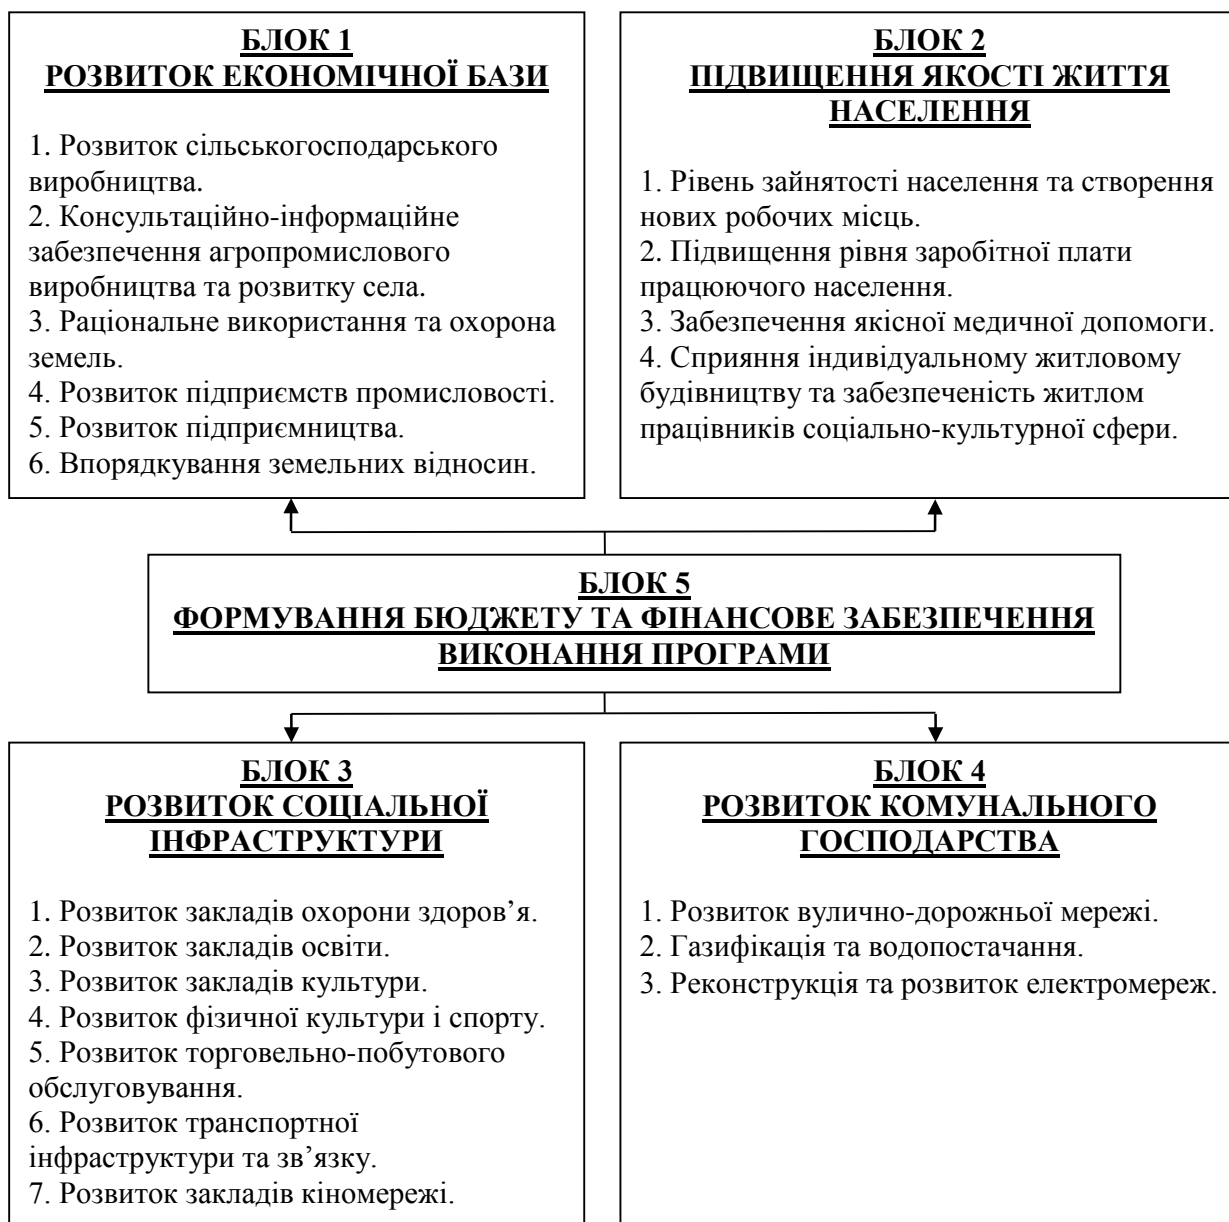 БЛОК 1
РОЗВИТОК ЕКОНОМІЧНОЇ БАЗИ
1. Розвиток сільськогосподарського
виробництва.
2. Консультаційно-інформаційне
забезпечення агропромислового
виробництва та розвитку села.
3. Раціональне використання та охорона
земель.
4. Розвиток підприємств промисловості.
5. Розвиток підприємництва.
6. Впорядкування земельних відносин.
БЛОК 2
ПІДВИЩЕННЯ ЯКОСТІ ЖИТТЯ
НАСЕЛЕННЯ
1. Рівень зайнятості населення та створення
нових робочих місць.
2. Підвищення рівня заробітної плати
працюючого населення.
3. Забезпечення якісної медичної допомоги.
4. Сприяння індивідуальному житловому
будівництву та забезпеченість житлом
працівників соціально-культурної сфери.
БЛОК 5
ФОРМУВАННЯ БЮДЖЕТУ ТА ФІНАНСОВЕ ЗАБЕЗПЕЧЕННЯ
ВИКОНАННЯ ПРОГРАМИ
БЛОК 3
РОЗВИТОК СОЦІАЛЬНОЇ
ІНФРАСТРУКТУРИ
1. Розвиток закладів охорони здоров’я.
2. Розвиток закладів освіти.
3. Розвиток закладів культури.
4. Розвиток фізичної культури і спорту.
5. Розвиток торговельно-побутового
обслуговування.
6. Розвиток транспортної
інфраструктури та зв’язку.
7. Розвиток закладів кіномережі.
БЛОК 4
РОЗВИТОК КОМУНАЛЬНОГО
ГОСПОДАРСТВА
1. Розвиток вулично-дорожньої мережі.
2. Газифікація та водопостачання.
3. Реконструкція та розвиток електромереж.